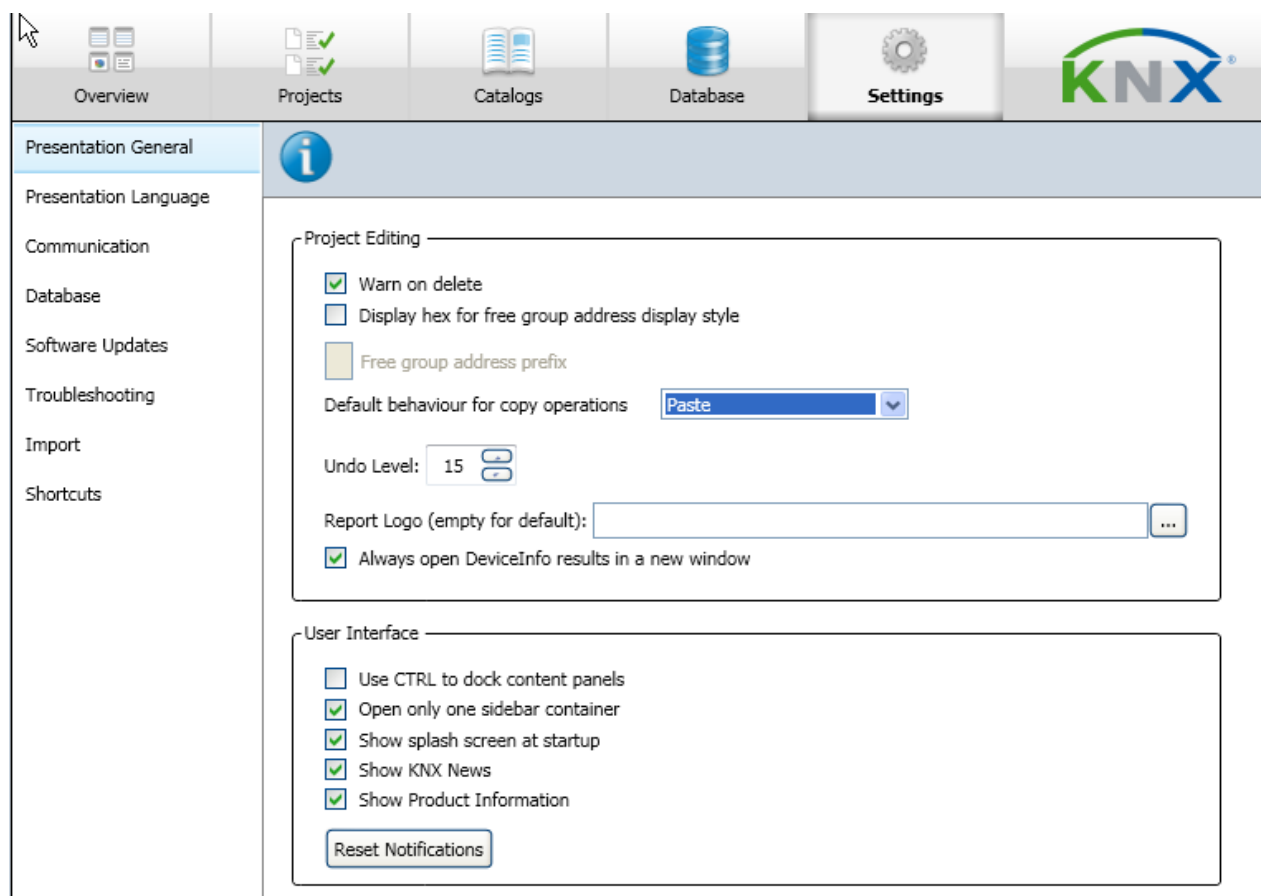 Overview
Projects
Catalogs
Database
Settings
KNX®
Presentation General
Presentation Language
Communication
Database
Software Updates
Troubleshooting
Import
Shortcuts
Project Editing
Warn on delete
Display hex for free group address display style
Free group address prefix
Default behaviour for copy operations Paste
Undo Level: 15
Report Logo (empty for default): ...
Always open DeviceInfo results in a new window
User Interface
Use CTRL to dock content panels
Open only one sidebar container
Show splash screen at startup
Show KNX News
Show Product Information
Reset Notifications